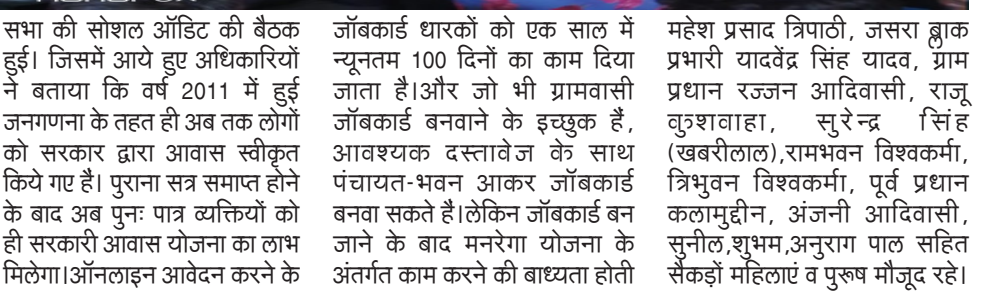 सभा की सोशल ऑडिट की बैठक
हुई। जिसमें आये हुए अधिकारियों
ने बताया कि वर्ष 2011 में हुई
जनगणना के तहत ही अब तक लोगों
को सरकार द्वारा आवास स्वीकृत
किये गए है। पुराना सत्र समाप्त होने
के बाद अब पुनः पात्र व्यक्तियों को
ही सरकारी आवास योजना का लाभ
मिलेगा।ऑनलाइन आवेदन करने के
जॉबकार्ड धारकों को एक साल में
न्यूनतम 100 दिनों का काम दिया
जाता है।और जो भी ग्रामवासी
जॉबकार्ड बनवाने के इच्छुक हैं,
आवश्यक दस्तावेज के साथ
पंचायत-भवन आकर जॉबकार्ड
बनवा सकते है।लेकिन जॉबकार्ड बन
जाने के बाद मनरेगा योजना के
अंतर्गत काम करने की बाध्यता होती
महेश प्रसाद त्रिपाठी, जसरा ब्लाक
प्रभारी यादवेंद्र सिंह यादव, ग्राम
प्रधान रज्जन आदिवासी, राजू
कुशवाहा, सुरेन्द्र सिंह
(खबरीलाल),रामभवन विश्वकर्मा,
त्रिभुवन विश्वकर्मा, पूर्व प्रधान
कलामुद्दीन, अंजनी आदिवासी,
सुनील,शुभम,अनुराग पाल सहित
सैकड़ों महिलाएं व पुरूष मौजूद रहे।